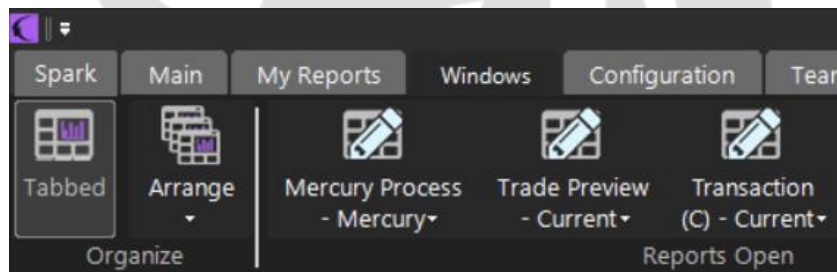 Spark Main My Reports Windows Configuration
Tabbed Arrange Mercury Process Trade Preview Transaction
- Mercury - Current (C) - Current
Organize Reports Open